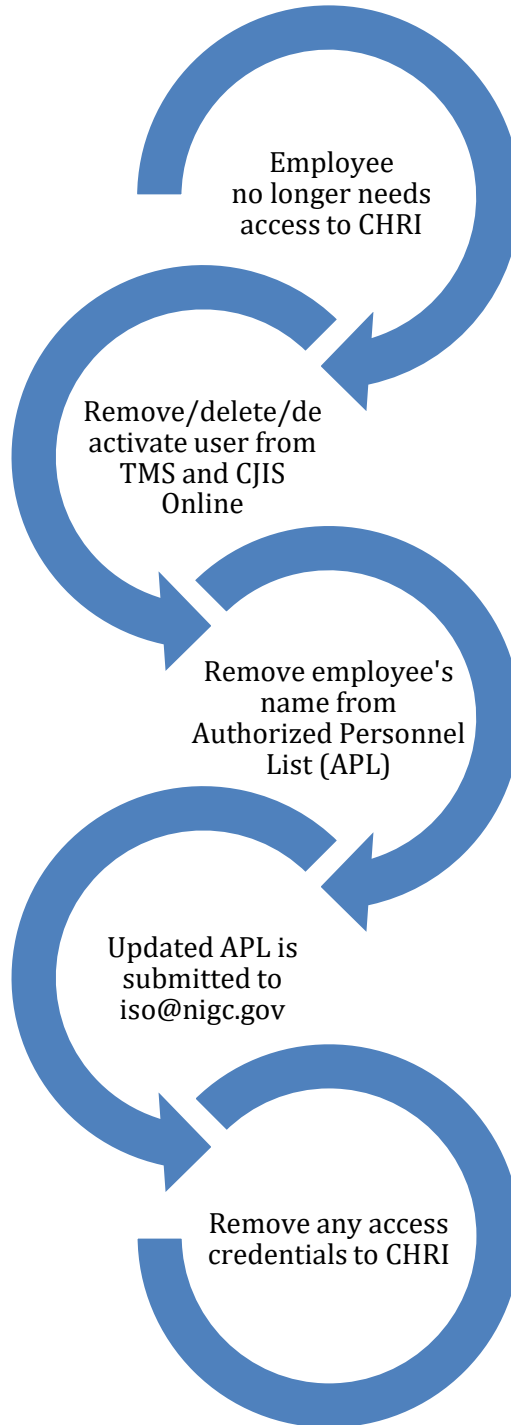 Employee
no longer needs
access to CHRI
Remove/delete/de
activate user from
TMS and CJIS
Online
Remove employee's
name from
Authorized Personnel
List (APL)
Updated APL is
submitted to
iso@nigc.gov
Remove any access
credentials to CHRI